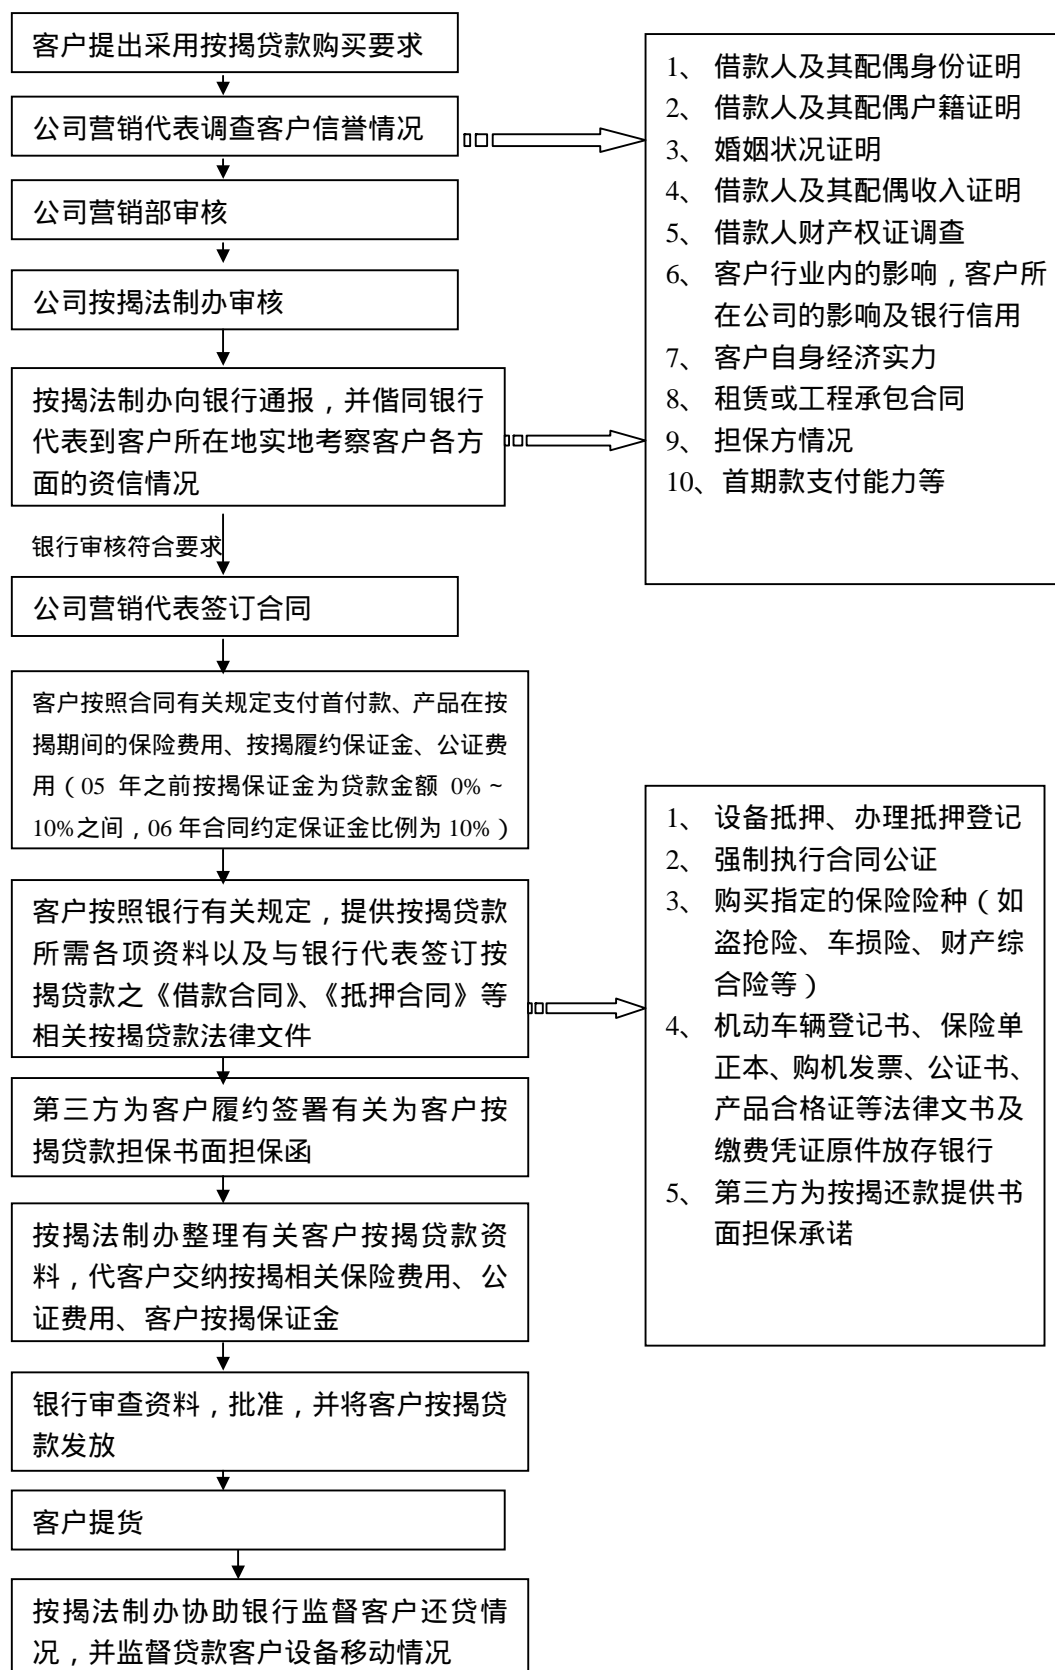 客户提出采用按揭贷款购买要求
公司营销代表调查客户信誉情况
公司营销部审核
公司按揭法制办审核
按揭法制办向银行通报，并偕同银行
代表到客户所在地实地考察客户各方
面的资信情况
1、 借款人及其配偶身份证明
2、 借款人及其配偶户籍证明
3、 婚姻状况证明
4、 借款人及其配偶收入证明
5、 借款人财产权证调查
6、 客户行业内的影响，客户所
在公司的影响及银行信用
7、 客户自身经济实力
8、 租赁或工程承包合同
9、 担保方情况
10、 首期款支付能力等
银行审核符合要求
公司营销代表签订合同
客户按照合同有关规定支付首付款、产品在按
揭期间的保险费用、按揭履约保证金、公证费
用（05 年之前按揭保证金为贷款金额 0%～
10%之间，06 年合同约定保证金比例为 10%）
客户按照银行有关规定，提供按揭贷款
所需各项资料以及与银行代表签订按
揭贷款之《借款合同》、《抵押合同》等
相关按揭贷款法律文件
1、 设备抵押、办理抵押登记
2、 强制执行合同公证
3、 购买指定的保险险种（如
盗抢险、车损险、财产综
合险等）
4、 机动车辆登记书、保险单
正本、购机发票、公证书、
产品合格证等法律文书及
缴费凭证原件放存银行
5、 第三方为按揭还款提供书
面担保承诺
第三方为客户履约签署有关为客户按
揭贷款担保书面担保函
按揭法制办整理有关客户按揭贷款资
料，代客户交纳按揭相关保险费用、公
证费用、客户按揭保证金
银行审查资料，批准，并将客户按揭贷
款发放
客户提货
按揭法制办协助银行监督客户还贷情
况，并监督贷款客户设备移动情况